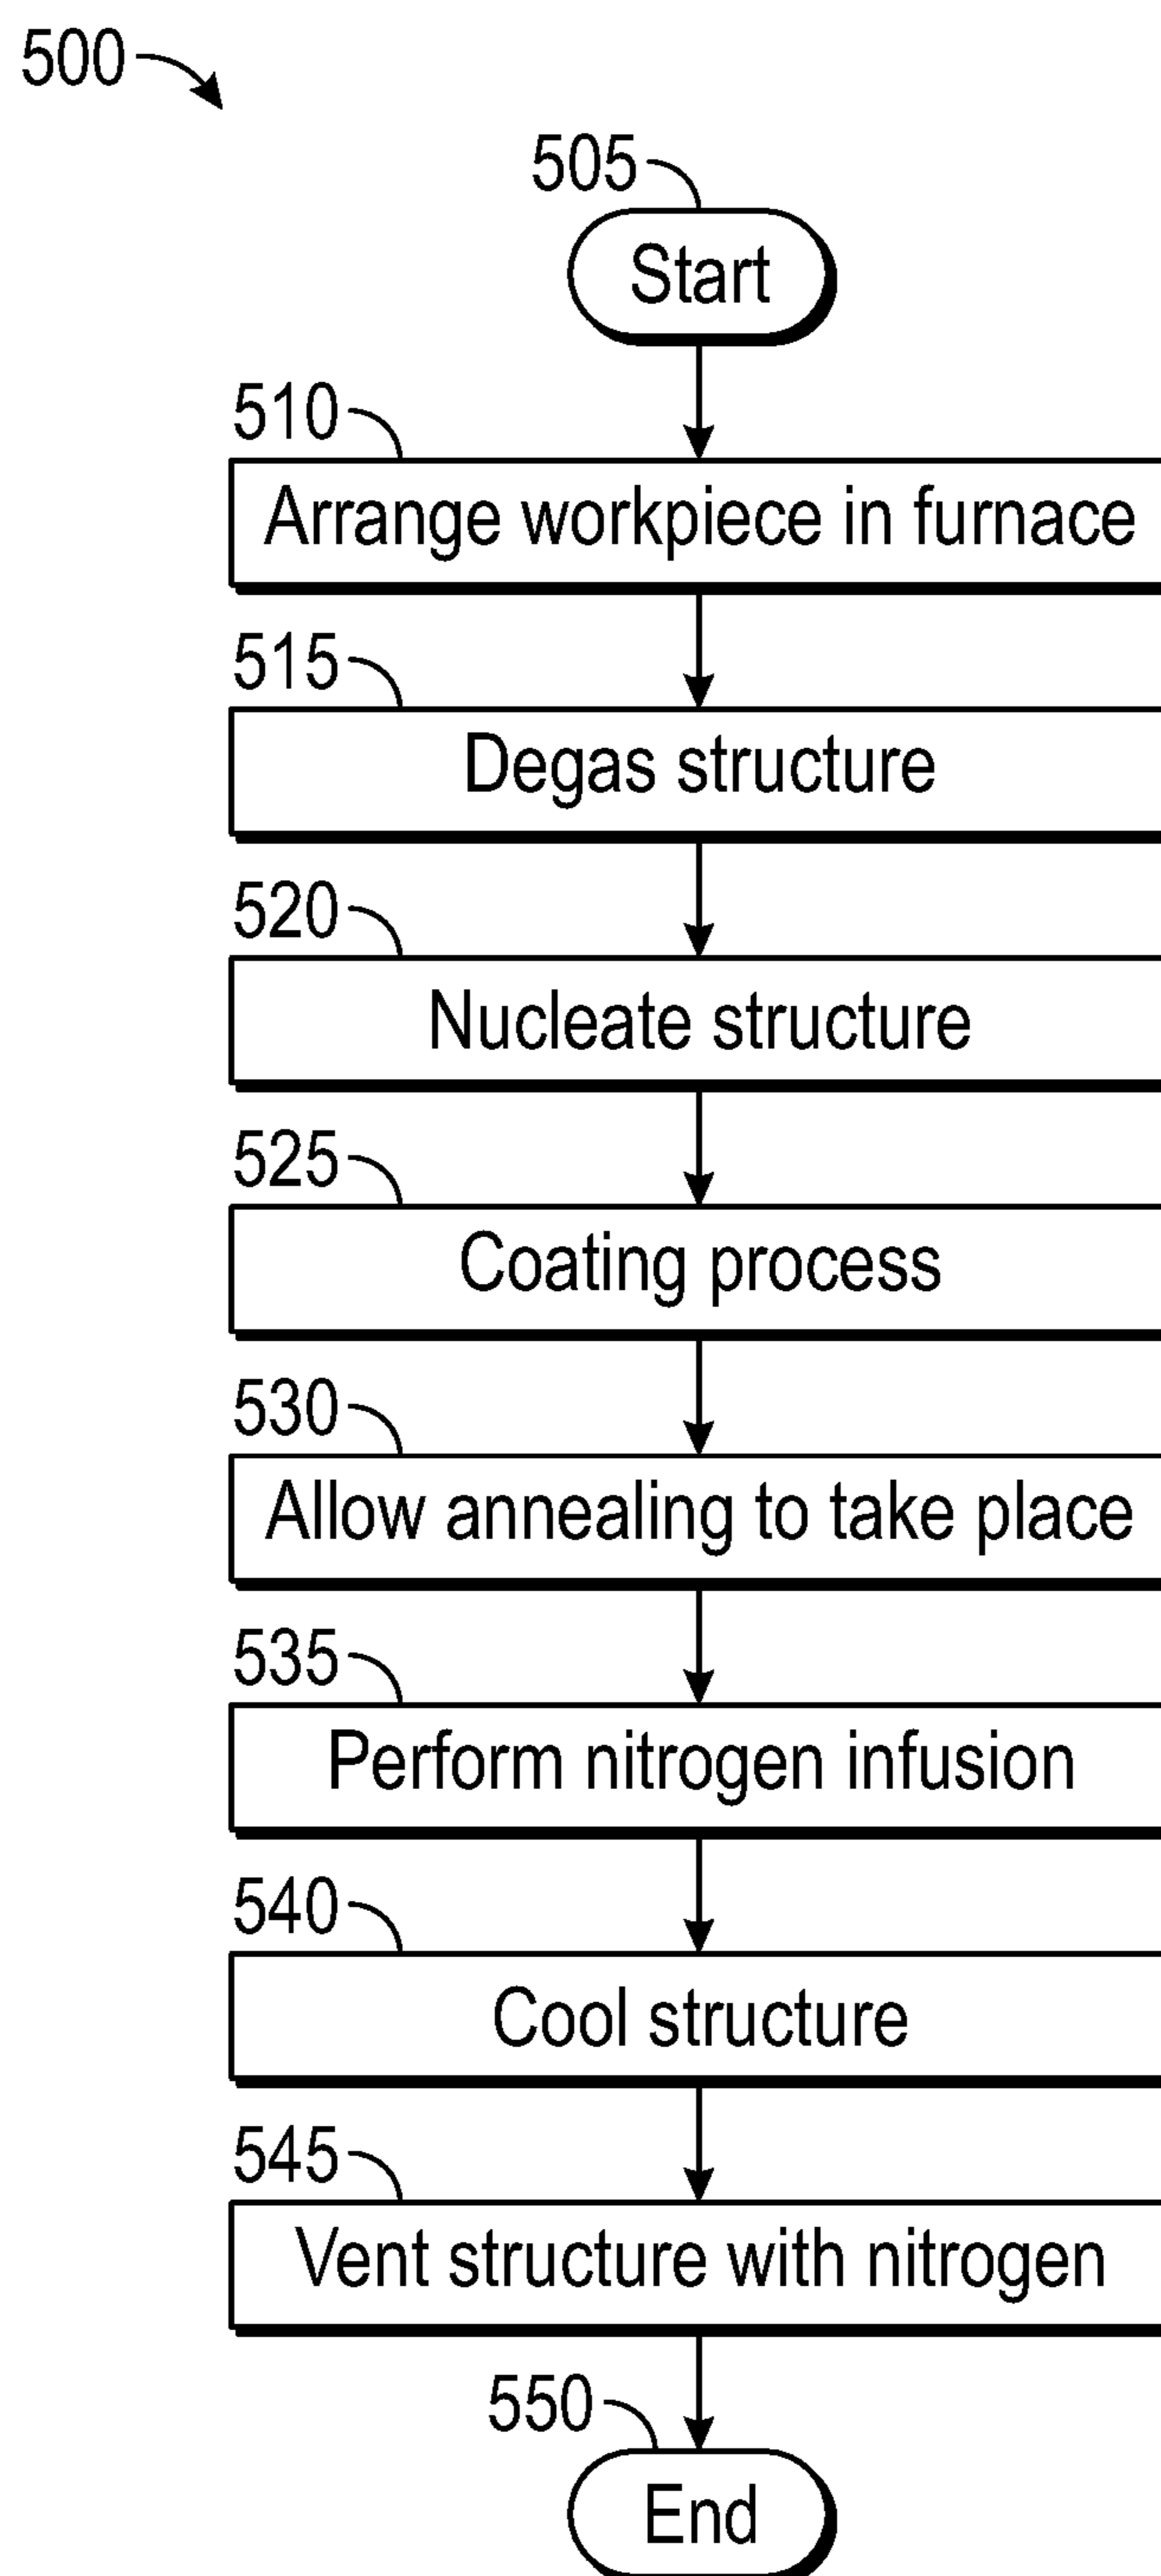 500
505
Start
510
Arrange workpiece in furnace
515
Degas structure
520
Nucleate structure
525
Coating process
530
Allow annealing to take place
535
Perform nitrogen infusion
540
Cool structure
545
Vent structure with nitrogen
550
End